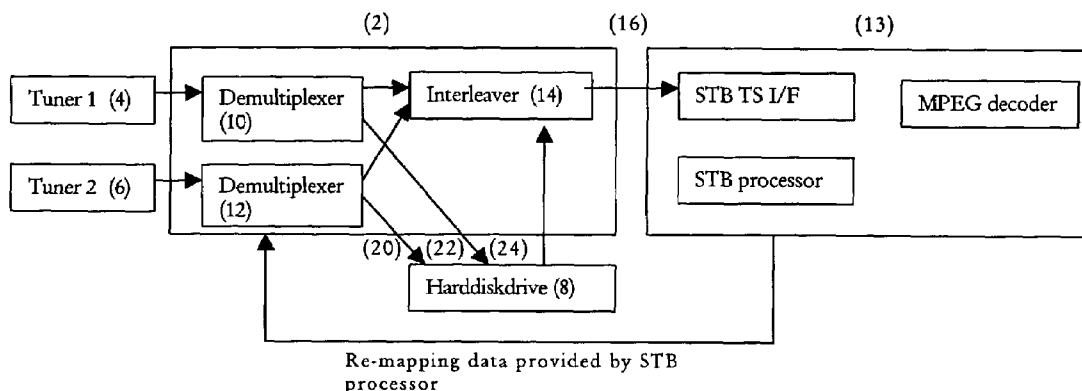 (2)
(16)
(13)
Tuner 1 (4)
Demultiplexer
(10)
Interleaver (14)
STB TS I/F
MPEG decoder
Tuner 2 (6)
Demultiplexer
(12)
STB processor
(20)
(22)
(24)
Harddiskdrive (8)
Re-mapping data provided by STB
processor